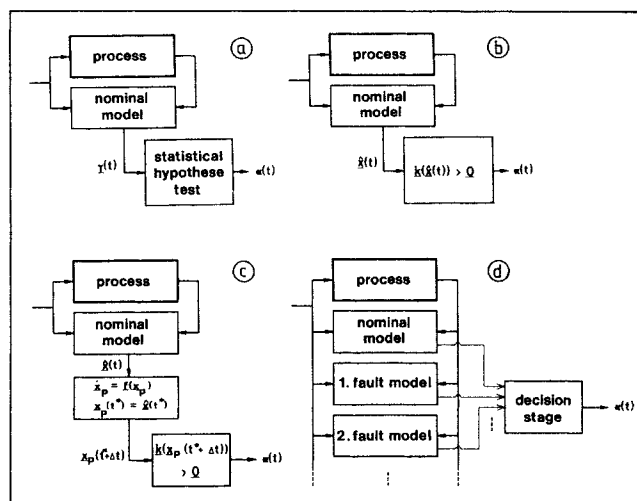 ⓐ
process
nominal
model
γ(t)
statistical
hypothese
test
α(t)
ⓑ
process
nominal
model
x̂(t)
k(x̂(t)) > 0
α(t)
ⓒ
process
nominal
model
x̂(t)
ẋp = f(xp)
xp(t*) = x̂(t*)
xp(t*+Δt)
k(xp(t*+Δt))
> 0
α(t)
ⓓ
process
nominal
model
1. fault model
2. fault model
decision
stage
α(t)